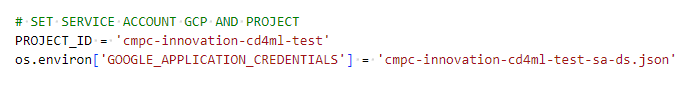 # SET SERVICE ACCOUNT GCP AND PROJECT
PROJECT_ID = 'cmpc-innovation-cd4ml-test'
os.environ['GOOGLE_APPLICATION_CREDENTIALS'] = 'cmpc-innovation-cd4ml-test-sa-ds.json'